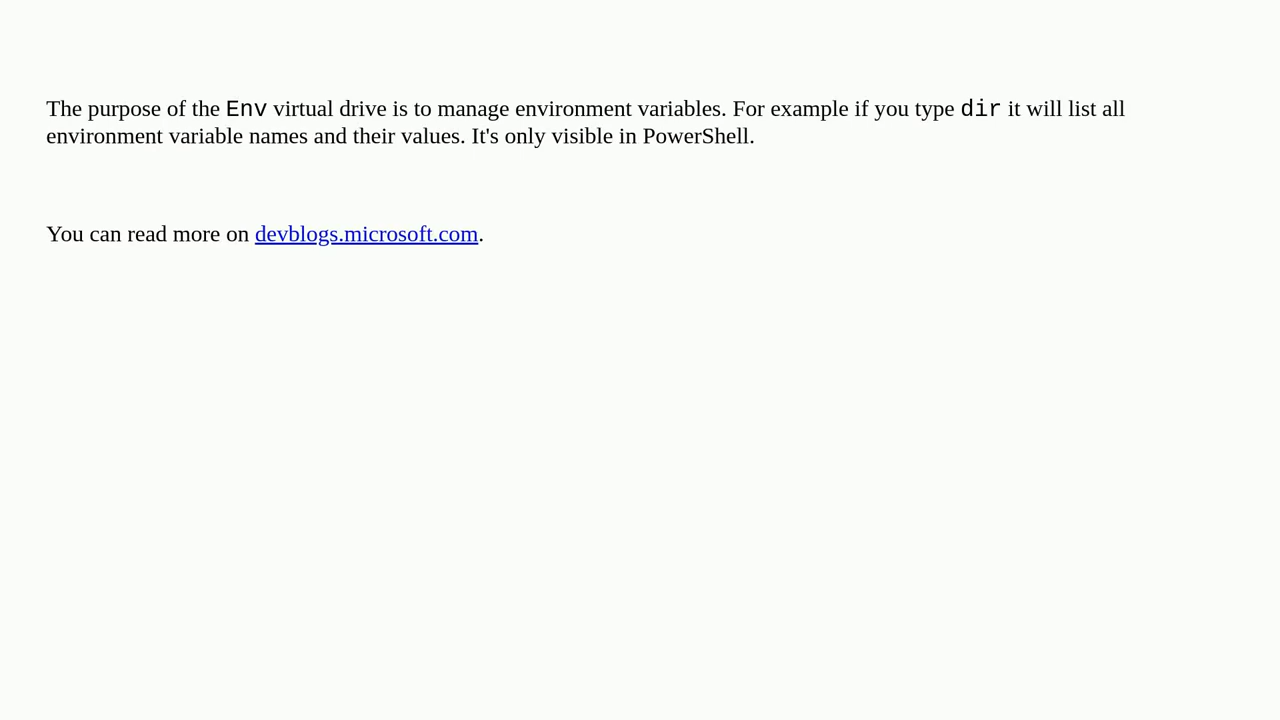 The purpose of the Env virtual drive is to manage environment variables. For example if you type dir it will list all
environment variable names and their values. It's only visible in PowerShell.
You can read more on devblogs.microsoft.com.